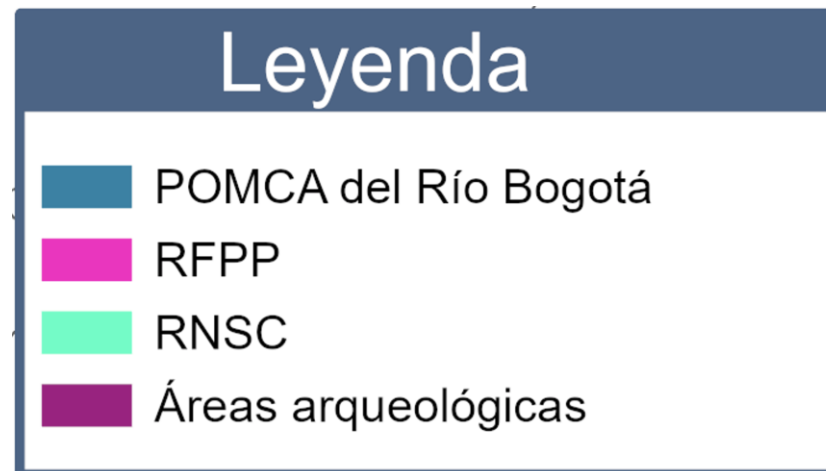 Leyenda
POMCA del Río Bogotá
RFPP
RNSC
Áreas arqueológicas